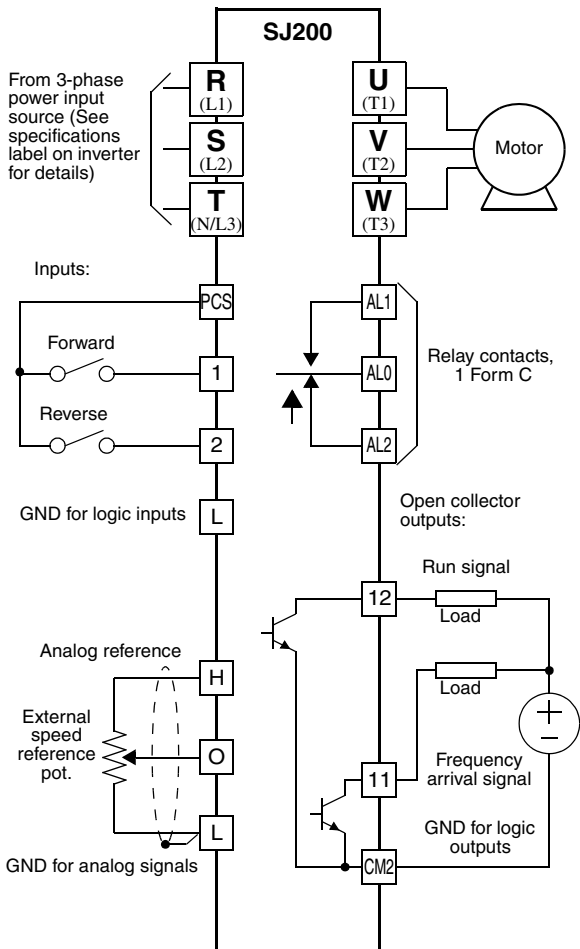 SJ200
From 3-phase
power input
source (See
specifications
label on inverter
for details)
R
(L1)
S
(L2)
T
(N/L3)
U
(T1)
V
(T2)
W
(T3)
Motor
Inputs:
PCS
Forward
1
Reverse
2
GND for logic inputs
L
AL1
AL0
AL2
Relay contacts,
1 Form C
Open collector
outputs:
Run signal
12
Load
Load
Analog reference
H
External
speed
reference
pot.
O
L
GND for analog signals
+
–
Frequency
arrival signal
11
GND for logic
outputs
CM2